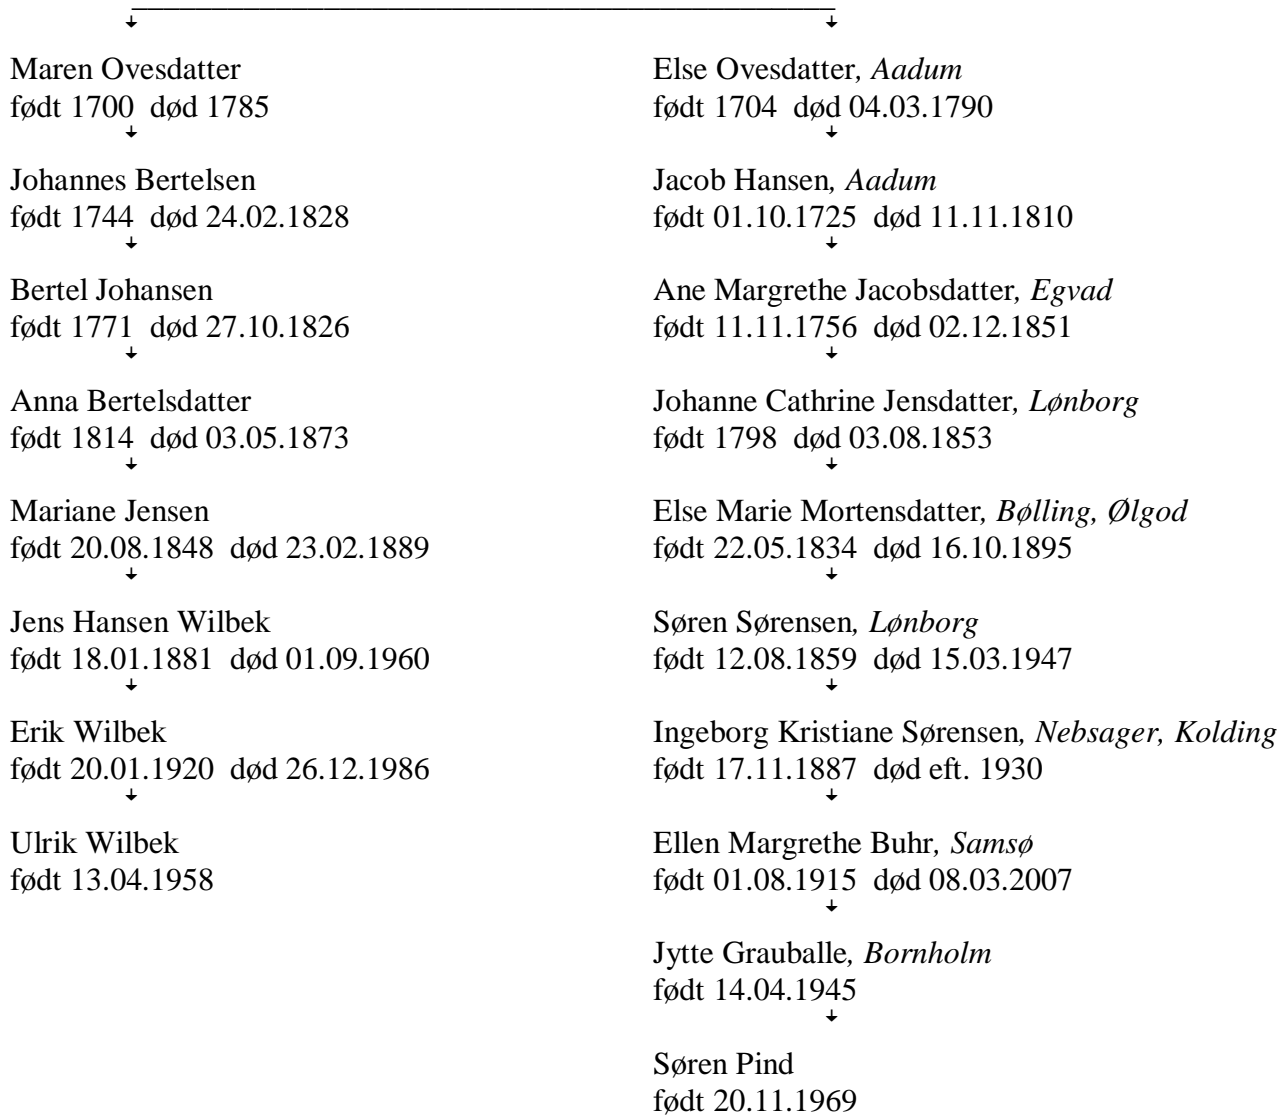 Maren Ovesdatter
født 1700 død 1785
Johannes Bertelsen
født 1744 død 24.02.1828
Bertel Johansen
født 1771 død 27.10.1826
Anna Bertelsdatter
født 1814 død 03.05.1873
Mariane Jensen
født 20.08.1848 død 23.02.1889
Jens Hansen Wilbek
født 18.01.1881 død 01.09.1960
Erik Wilbek
født 20.01.1920 død 26.12.1986
Ulrik Wilbek
født 13.04.1958
Else Ovesdatter, Aadum
født 1704 død 04.03.1790
Jacob Hansen, Aadum
født 01.10.1725 død 11.11.1810
Ane Margrethe Jacobsdatter, Egvad
født 11.11.1756 død 02.12.1851
Johanne Cathrine Jensdatter, Lønborg
født 1798 død 03.08.1853
Else Marie Mortensdatter, Bølling, Ølgod
født 22.05.1834 død 16.10.1895
Søren Sørensen, Lønborg
født 12.08.1859 død 15.03.1947
Ingeborg Kristiane Sørensen, Nebsager, Kolding
født 17.11.1887 død eft. 1930
Ellen Margrethe Buhr, Samsø
født 01.08.1915 død 08.03.2007
Jytte Grauballe, Bornholm
født 14.04.1945
Søren Pind
født 20.11.1969